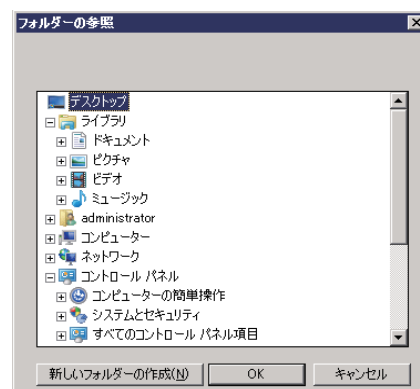 フォルダーの参照
デスクトップ
ライブラリ
ドキュメント
ピクチャ
ビデオ
ミュージック
administrator
コンピューター
ネットワーク
コントロール パネル
コンピューターの簡単操作
システムとセキュリティ
すべてのコントロール パネル項目
新しいフォルダーの作成(N)
OK
キャンセル